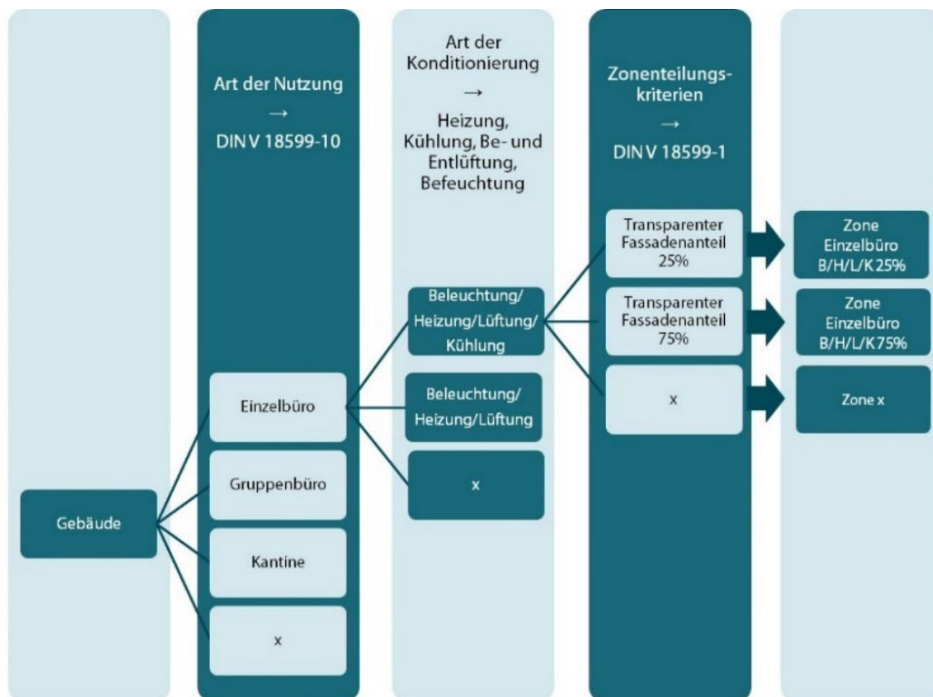 Gebäude
Art der Nutzung
→
DIN V 18599-10
Einzelbüro
Gruppenbüro
Kantine
x
Art der
Konditionierung
→
Heizung,
Kühlung, Be- und
Entlüftung,
Befeuchtung
Beleuchtung/
Heizung/Lüftung/
Kühlung
Beleuchtung/
Heizung/Lüftung
x
Zonenteilungs-
kriterien
→
DIN V 18599-1
Transparenter
Fassadenanteil
25%
Transparenter
Fassadenanteil
75%
x
Zone
Einzelbüro
B/H/L/K 25%
Zone
Einzelbüro
B/H/L/K 75%
Zone x